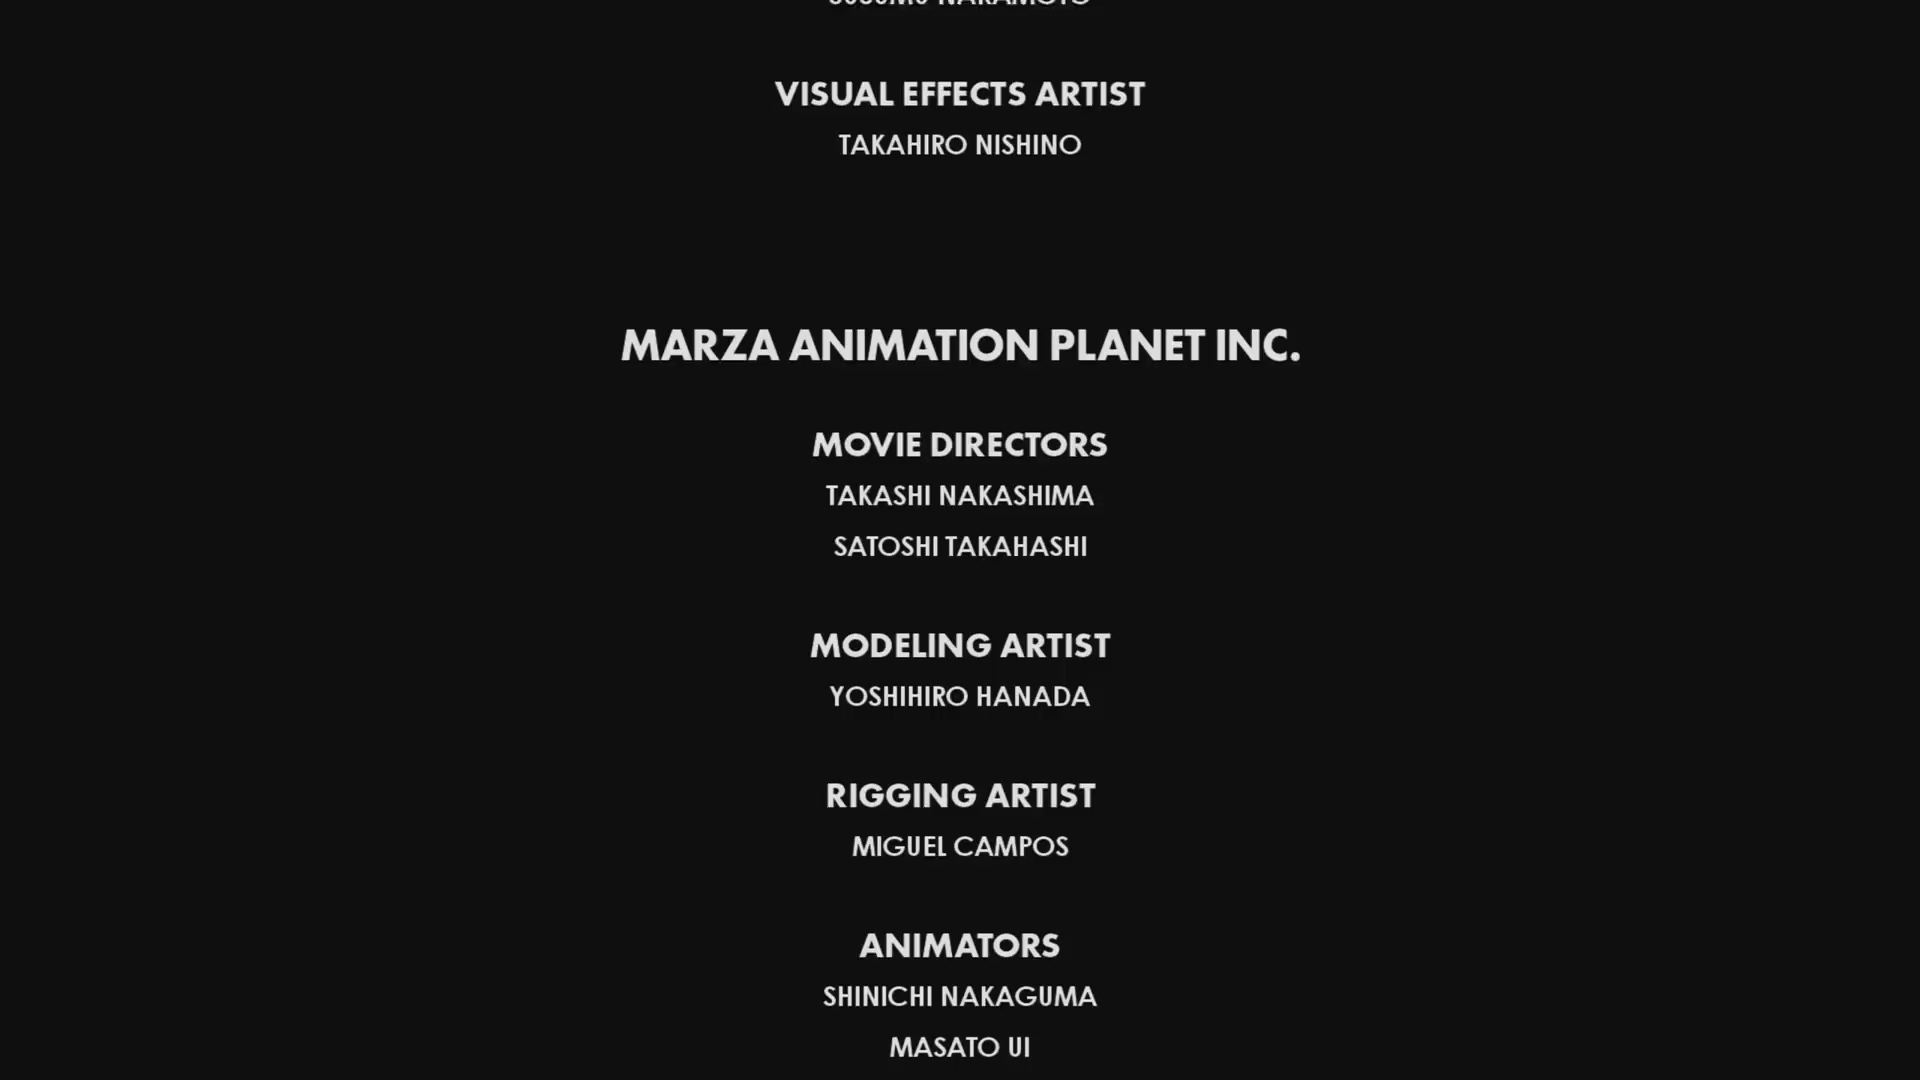 NAKAMOTO
VISUAL EFFECTS ARTIST
TAKAHIRO NISHINO
MARZA ANIMATION PLANET INC.
MOVIE DIRECTORS
TAKASHI NAKASHIMA
SATOSHI TAKAHASHI
MODELING ARTIST
YOSHIHIRO HANADA
RIGGING ARTIST
MIGUEL CAMPOS
ANIMATORS
SHINICHI NAKAGUMA
MASATO UI